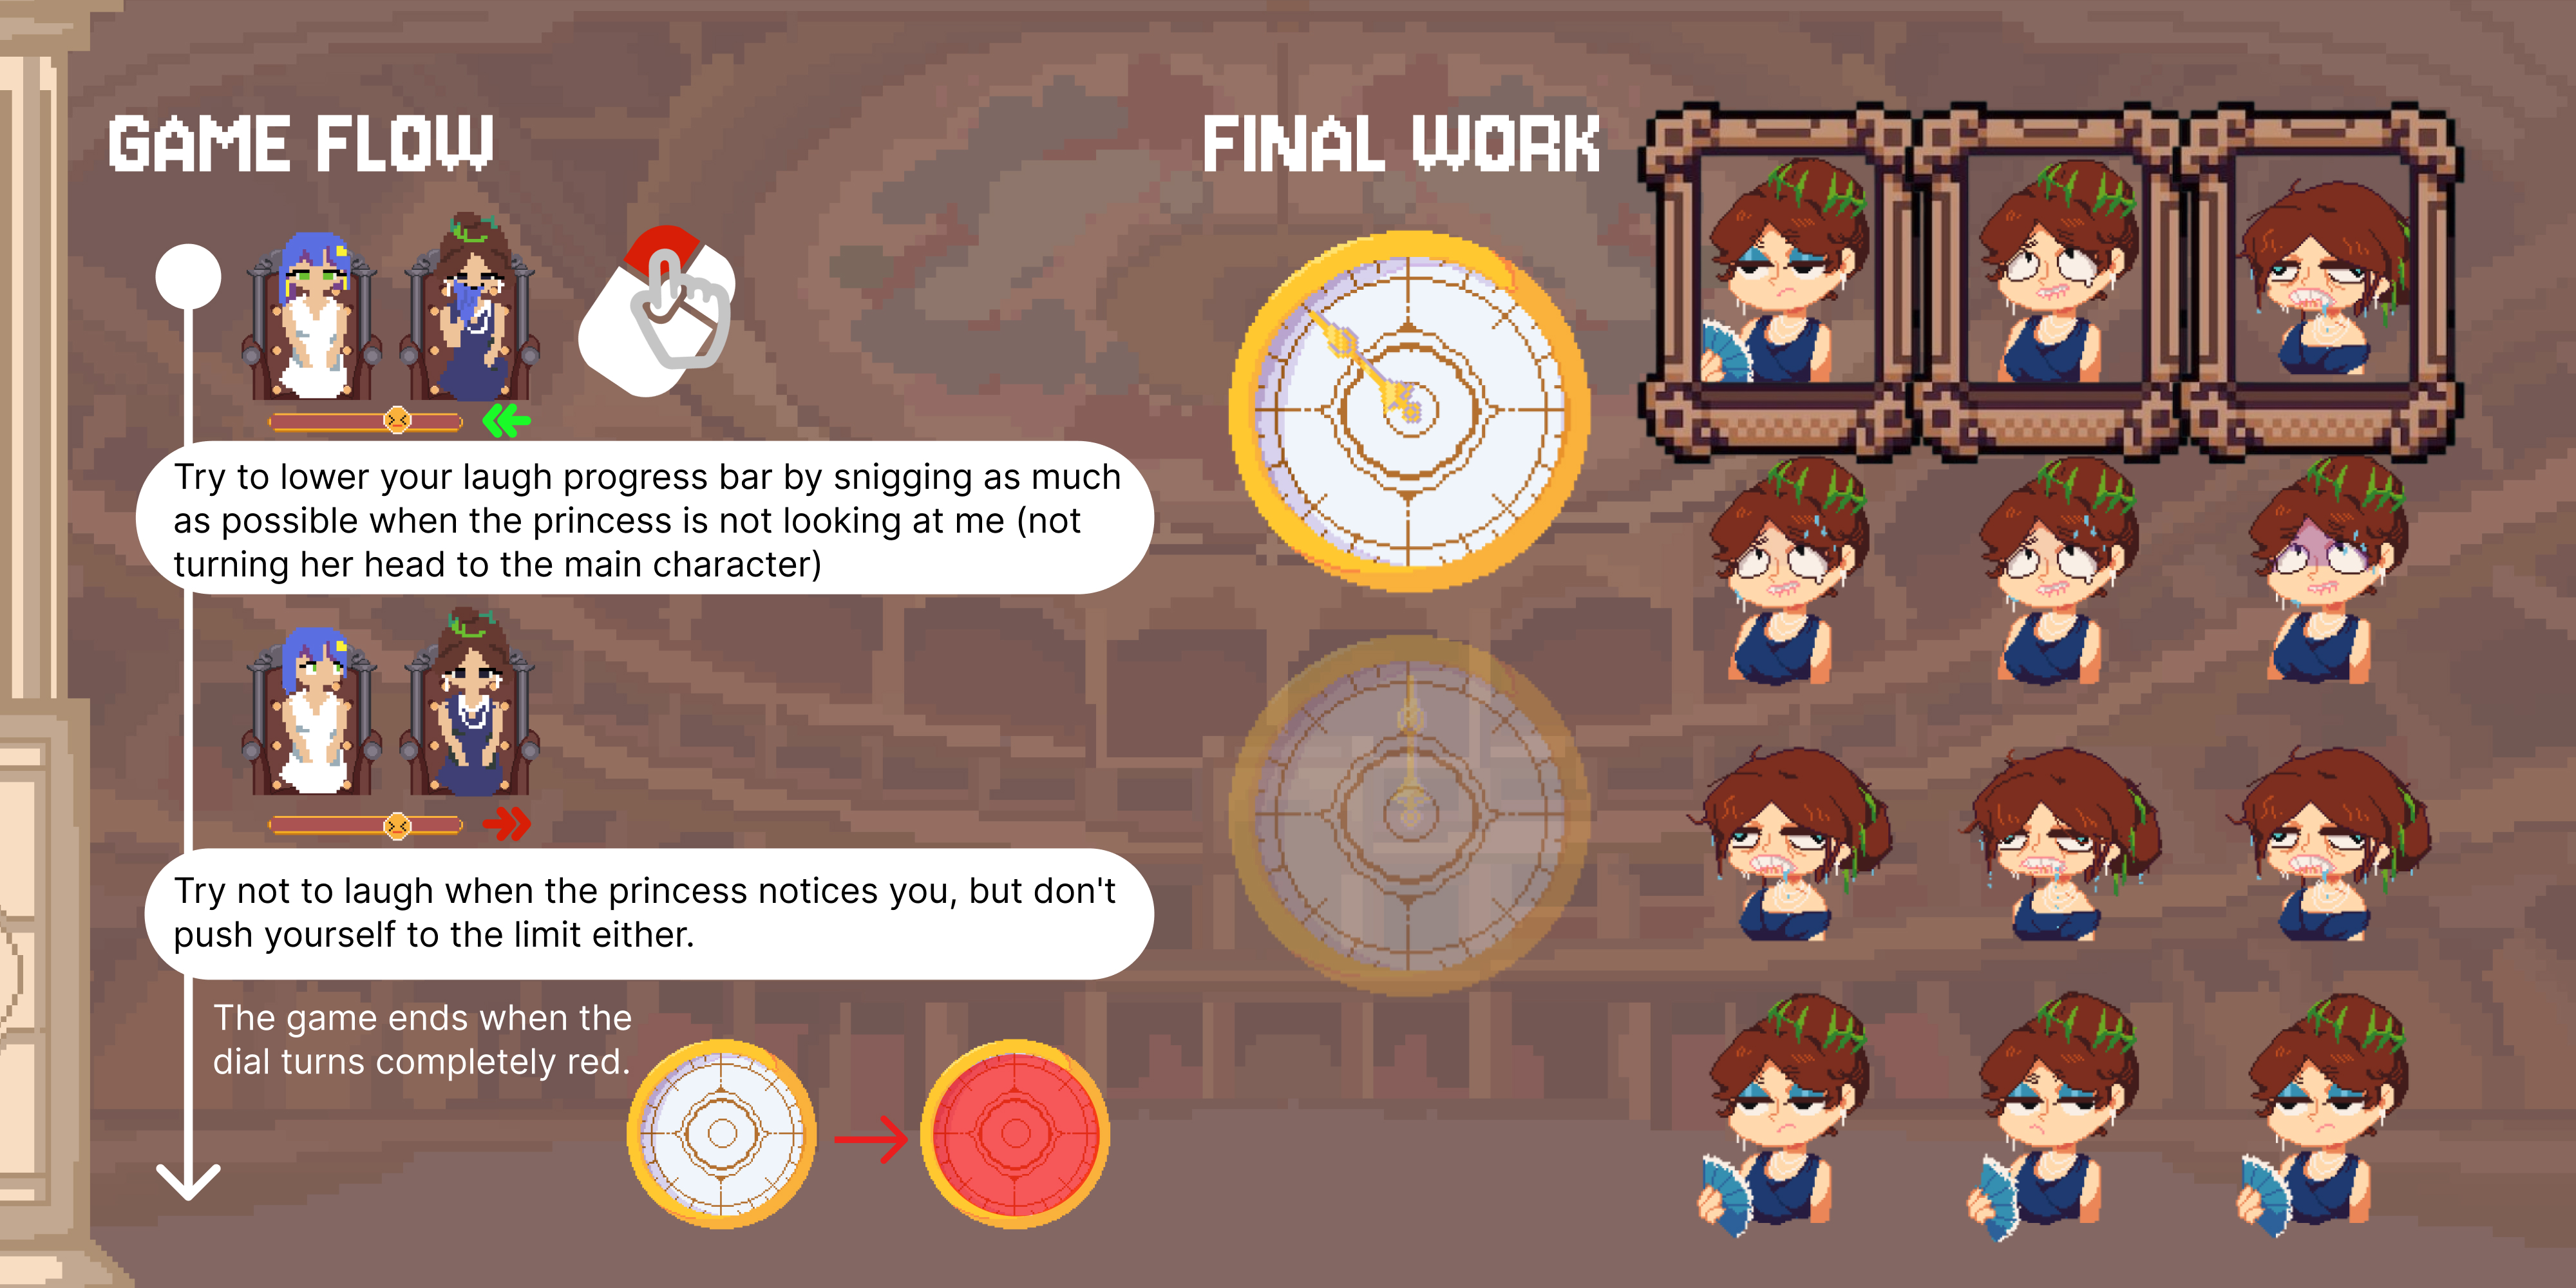 GAME FLOW
Try to lower your laugh progress bar by snigging as much
as possible when the princess is not looking at me (not
turning her head to the main character)
Try not to laugh when the princess notices you, but don't
push yourself to the limit either.
The game ends when the
dial turns completely red.
FINAL WORK